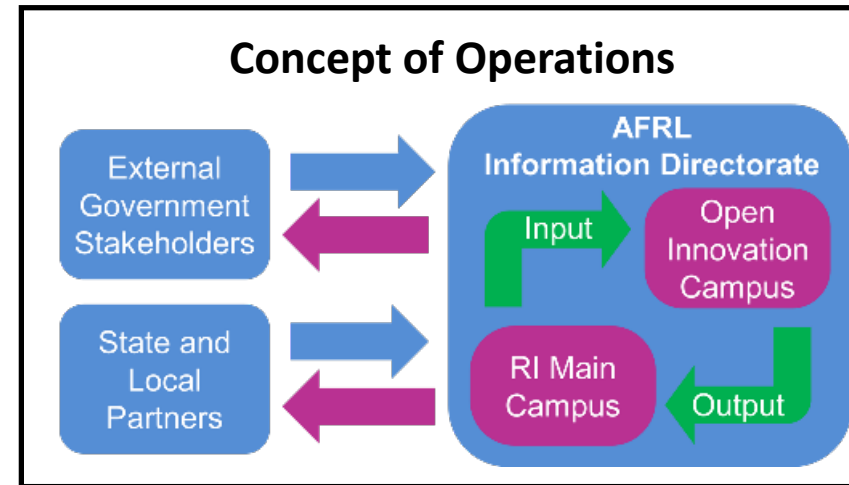 Concept of Operations
External
Government
Stakeholders
AFRL
Information Directorate
Input
Open
Innovation
Campus
State and
Local
Partners
RI Main
Campus
Output